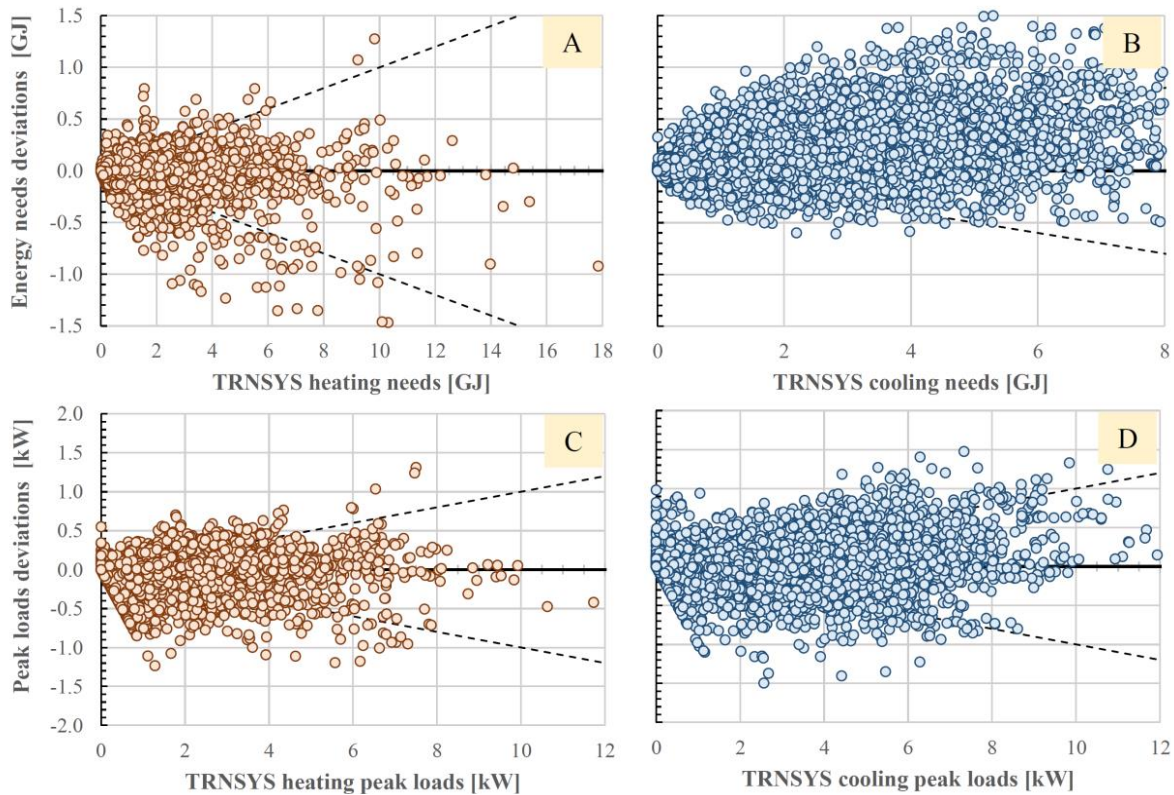 Energy needs deviations [GJ]
1.5
1.0
0.5
0.0
-0.5
-1.0
-1.5
A
0 2 4 6 8 10 12 14 16 18
TRNSYS heating needs [GJ]
B
0 2 4 6 8
TRNSYS cooling needs [GJ]
Peak loads deviations [kW]
2.0
1.5
1.0
0.5
0.0
-0.5
-1.0
-1.5
-2.0
C
0 2 4 6 8 10 12
TRNSYS heating peak loads [kW]
D
0 2 4 6 8 10 12
TRNSYS cooling peak loads [kW]